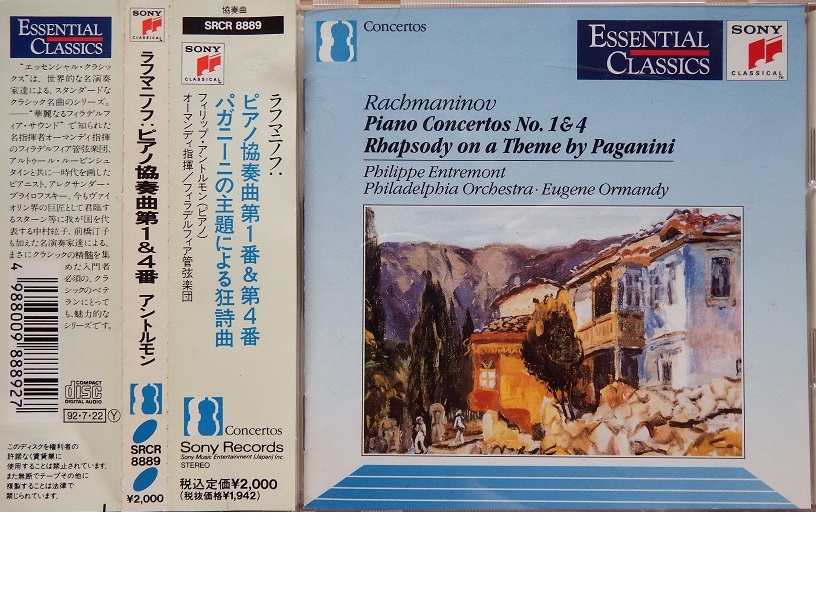 ESSENTIAL
CLASSICS
“エッセンシャル・クラシッ
クス”は、世界的な名演奏
家達による、スタンダードな
クラシック名曲のシリーズ。
——“華麗なるフィラデルフ
ィア・サウンド”で知られた
名指揮者オーマンディ指揮
のフィラデルフィア管弦楽団、
アルトゥール・ルービンシュ
タインと共に一時代を画した
ピアニスト、アレクサンダー・
ブライロフスキー、今もヴァイ
オリン界の巨匠として君臨す
るスターン等に我が国を代
表する中村紘子、前橋汀子
も加えた名演奏家達による、
まさにクラシックの精髄を集
めた入門者
必須の、クラ
シックのベテ
ランにとって
も、魅力的な
シリーズです。
4 988009 888927
COMPACT
disc
DIGITAL AUDIO
92・7・22 Y
このディスクを権利者の
許諾なく賃貸業に
使用することは禁止されています。
また無断でテープその他に
複製することは法律で
禁じられています。
SONY
CLASSICAL
ラフマニノフ:ピアノ協奏曲第1&4番
アントルモン
SRCR
8889
¥2,000
協奏曲
SRCR 8889
SONY
CLASSICAL
ラフマニノフ:
ピアノ協奏曲第1番&第4番
パガニーニの主題による狂詩曲
フィリップ・アントルモン(ピアノ)
オーマンディ指揮/フィラデルフィア管弦楽団
Concertos
Sony Records
Sony Music Entertainment (Japan) Inc.
STEREO
税込定価¥2,000
(税抜価格¥1,942)
Concertos
ESSENTIAL
CLASSICS
SONY
CLASSICAL
Rachmaninov
Piano Concertos No. 1 & 4
Rhapsody on a Theme by Paganini
Philippe Entremont
Philadelphia Orchestra · Eugene Ormandy